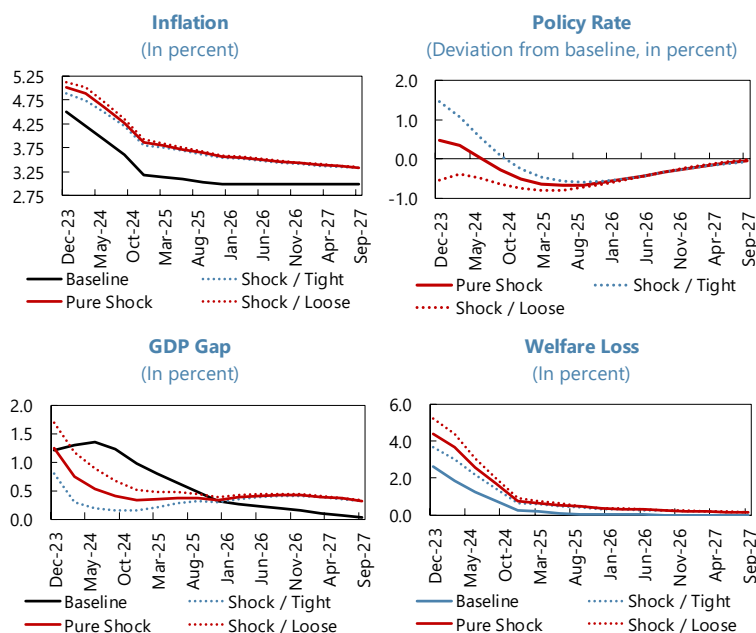 Inflation
(In percent)
5.25
4.75
4.25
3.75
3.25
2.75
Dec-23
May-24
Oct-24
Mar-25
Aug-25
Jan-26
Jun-26
Nov-26
Apr-27
Sep-27
Baseline
Shock / Tight
Pure Shock
Shock / Loose
Policy Rate
(Deviation from baseline, in percent)
2.0
1.0
0.0
-1.0
Dec-23
May-24
Oct-24
Mar-25
Aug-25
Jan-26
Jun-26
Nov-26
Apr-27
Sep-27
Pure Shock
Shock / Tight
Shock / Loose
GDP Gap
(In percent)
2.0
1.5
1.0
0.5
0.0
Dec-23
May-24
Oct-24
Mar-25
Aug-25
Jan-26
Jun-26
Nov-26
Apr-27
Sep-27
Baseline
Shock / Tight
Pure Shock
Shock / Loose
Welfare Loss
(In percent)
6.0
4.0
2.0
0.0
Dec-23
May-24
Oct-24
Mar-25
Aug-25
Jan-26
Jun-26
Nov-26
Apr-27
Sep-27
Baseline
Shock / Tight
Pure Shock
Shock / Loose